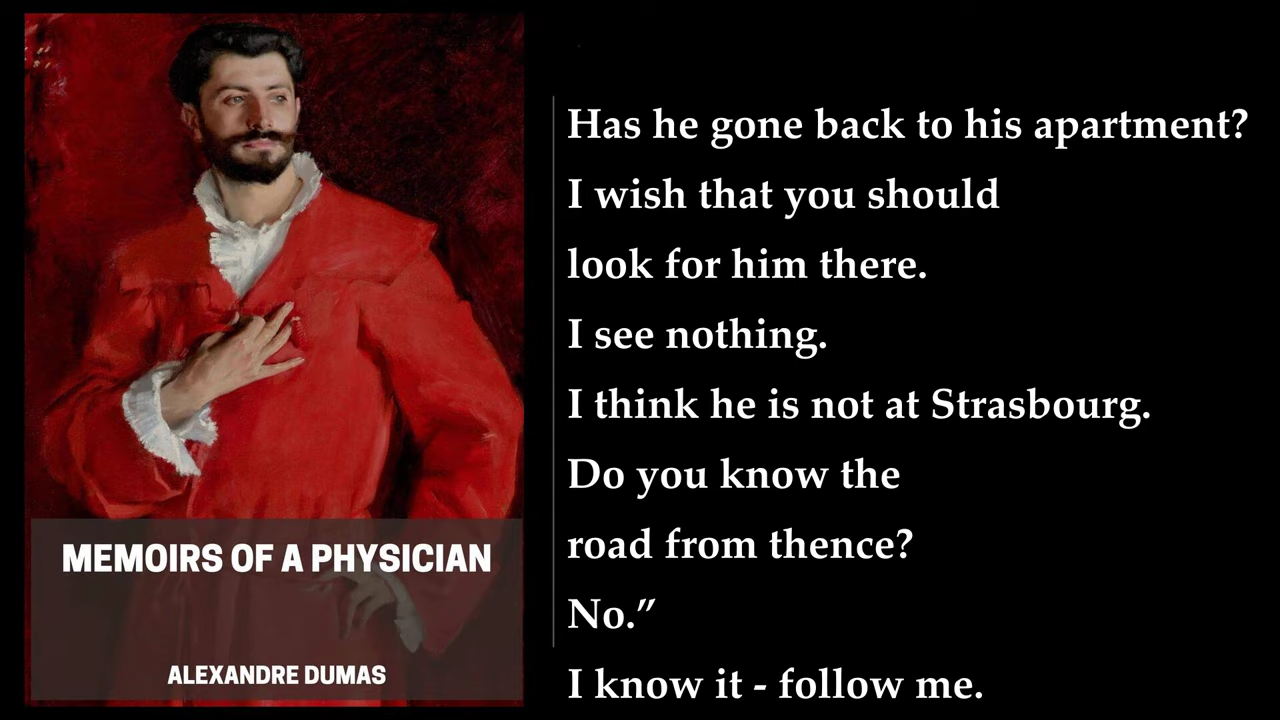 MEMOIRS OF A PHYSICIAN
ALEXANDRE DUMAS
Has he gone back to his apartment?
I wish that you should
look for him there.
I see nothing.
I think he is not at Strasbourg.
Do you know the
road from thence?
No.”
I know it - follow me.